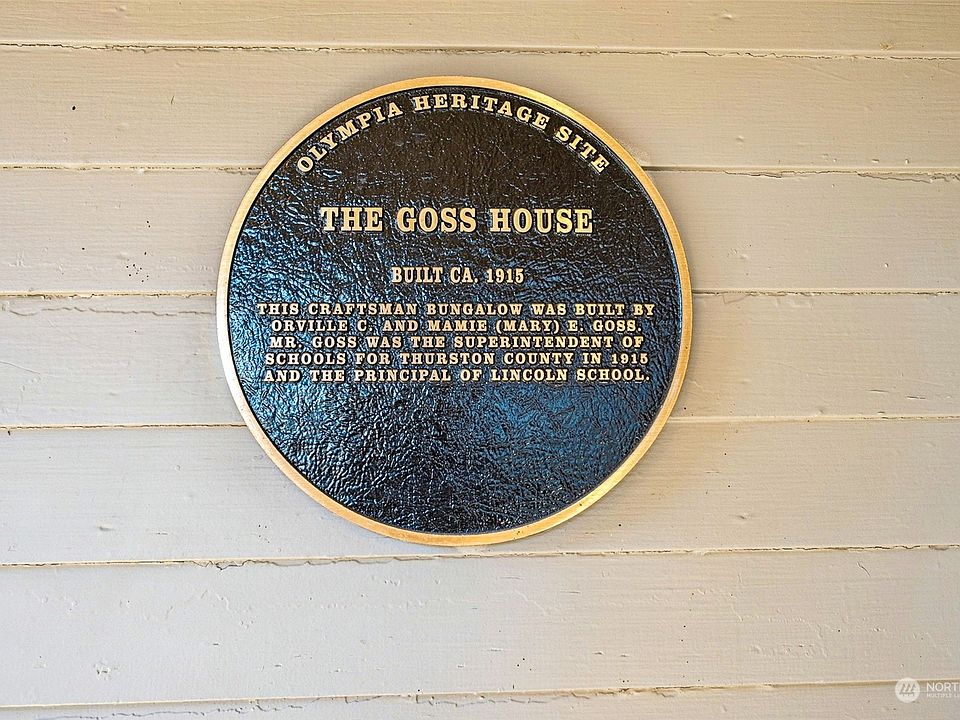 OLYMPIA HERITAGE SITE
THE GOSS HOUSE
BUILT CA. 1915
THIS CRAFTSMAN BUNGALOW WAS BUILT BY
ORVILLE C. AND MAMIE (MARY) E. GOSS.
MR. GOSS WAS THE SUPERINTENDENT OF
SCHOOLS FOR THURSTON COUNTY IN 1915
AND THE PRINCIPAL OF LINCOLN SCHOOL.